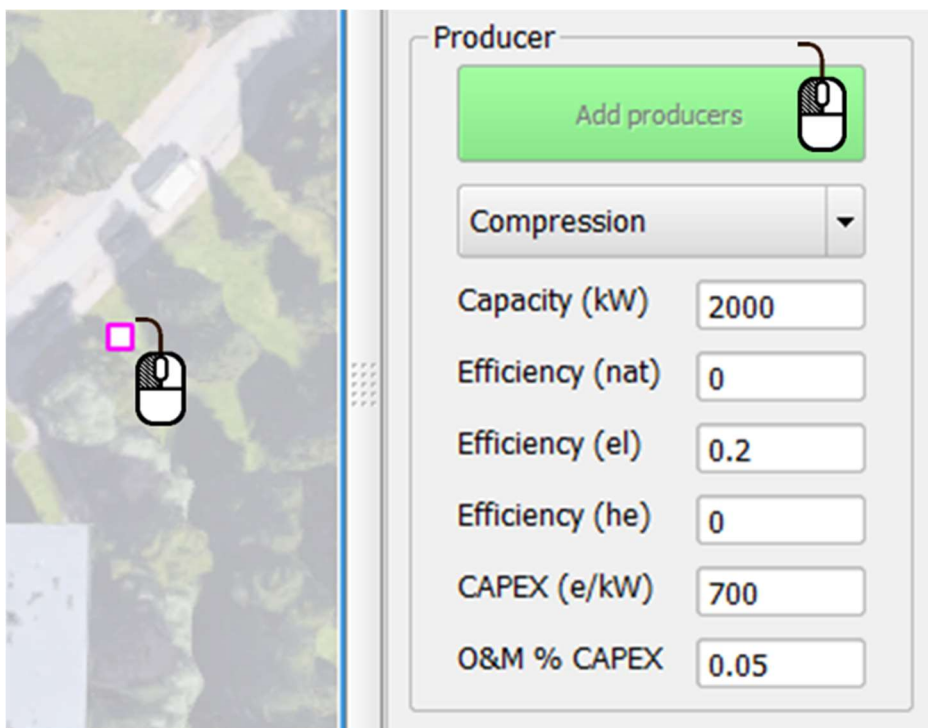 Producer
Add producers
Compression
Capacity (kW) 2000
Efficiency (nat) 0
Efficiency (el) 0.2
Efficiency (he) 0
CAPEX (e/kW) 700
O&M % CAPEX 0.05